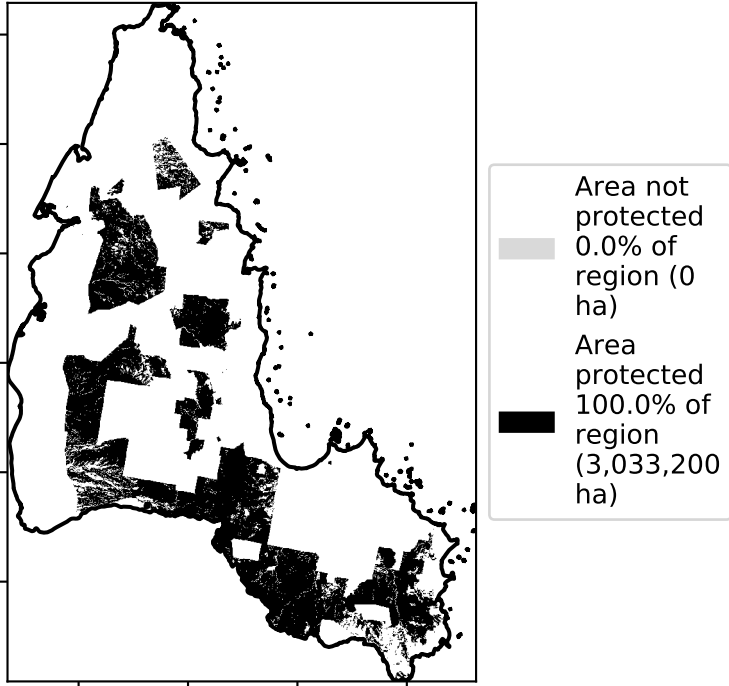 Area not
protected
0.0% of
region (0
ha)
Area
protected
100.0% of
region
(3,033,200
ha)